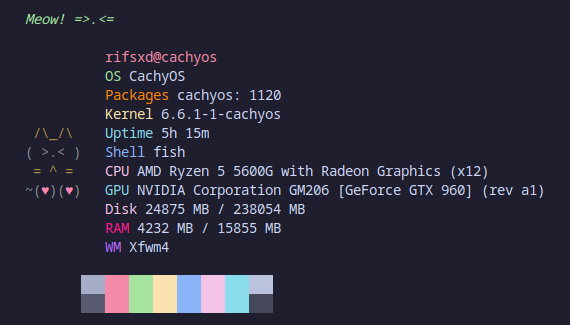 Meow! =>.<=
rifsxd@cachyos
OS CachyOS
Packages cachyos: 1120
Kernel 6.6.1-1-cachyos
/\_/\ Uptime 5h 15m
( >.< ) Shell fish
= ^ = CPU AMD Ryzen 5 5600G with Radeon Graphics (x12)
~(♥)(♥) GPU NVIDIA Corporation GM206 [GeForce GTX 960] (rev a1)
Disk 24875 MB / 238054 MB
RAM 4232 MB / 15855 MB
WM Xfwm4